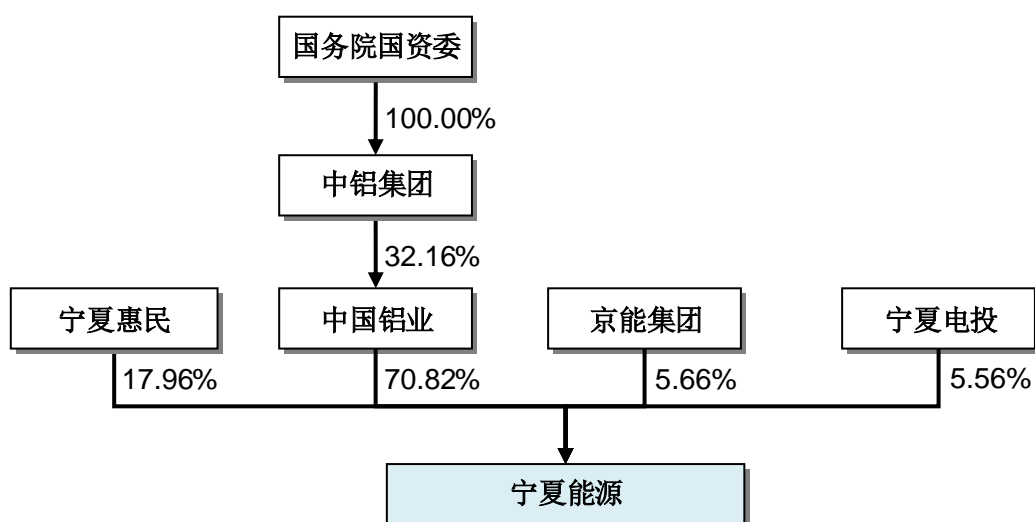 国务院国资委
100.00%
中铝集团
32.16%
宁夏惠民
中国铝业
京能集团
宁夏电投
17.96%
70.82%
5.66%
5.56%
宁夏能源